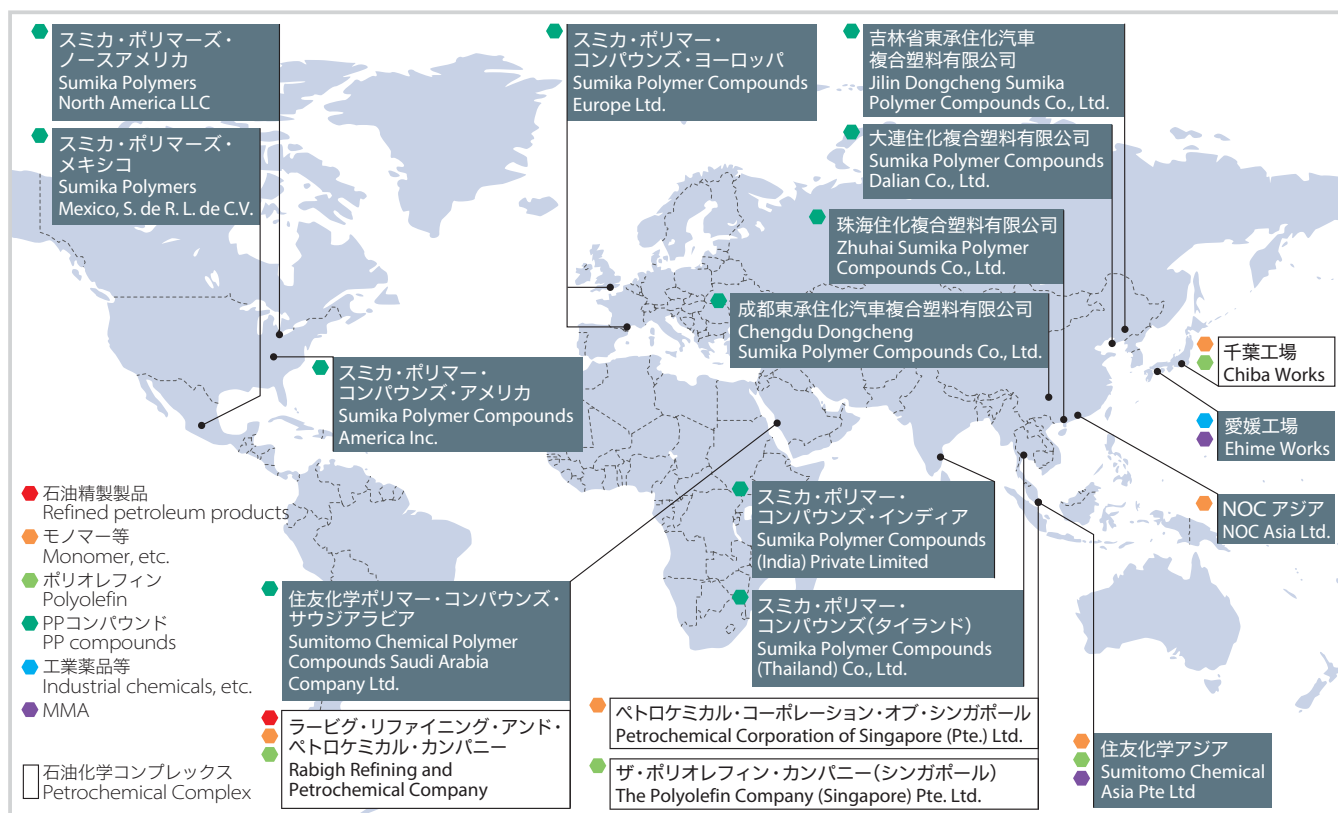 スミカ・ポリマーズ・
ノースアメリカ
Sumika Polymers
North America LLC
スミカ・ポリマーズ・
メキシコ
Sumika Polymers
Mexico, S. de R. L. de C.V.
スミカ・ポリマー・
コンパウンズ・ヨーロッパ
Sumika Polymer Compounds
Europe Ltd.
吉林省東承住化汽車
複合塑料有限公司
Jilin Dongcheng Sumika
Polymer Compounds Co., Ltd.
大連住化複合塑料有限公司
Sumika Polymer Compounds
Dalian Co., Ltd.
珠海住化複合塑料有限公司
Zhuhai Sumika Polymer
Compounds Co., Ltd.
成都東承住化汽車複合塑料有限公司
Chengdu Dongcheng
Sumika Polymer Compounds Co., Ltd.
千葉工場
Chiba Works
スミカ・ポリマー・
コンパウンズ・アメリカ
Sumika Polymer Compounds
America Inc.
愛媛工場
Ehime Works
NOC アジア
NOC Asia Ltd.
スミカ・ポリマー・
コンパウンズ・インディア
Sumika Polymer Compounds
(India) Private Limited
スミカ・ポリマー・
コンパウンズ(タイランド)
Sumika Polymer Compounds
(Thailand) Co., Ltd.
住友化学ポリマー・コンパウンズ・
サウジアラビア
Sumitomo Chemical Polymer
Compounds Saudi Arabia
Company Ltd.
ラービグ・リファイニング・アンド・
ペトロケミカル・カンパニー
Rabigh Refining and
Petrochemical Company
ペトロケミカル・コーポレーション・オブ・シンガポール
Petrochemical Corporation of Singapore (Pte.) Ltd.
ザ・ポリオレフィン・カンパニー(シンガポール)
The Polyolefin Company (Singapore) Pte. Ltd.
住友化学アジア
Sumitomo Chemical
Asia Pte Ltd
石油精製製品
Refined petroleum products
モノマー等
Monomer, etc.
ポリオレフィン
Polyolefin
PPコンパウンド
PP compounds
工業薬品等
Industrial chemicals, etc.
MMA
石油化学コンプレックス
Petrochemical Complex